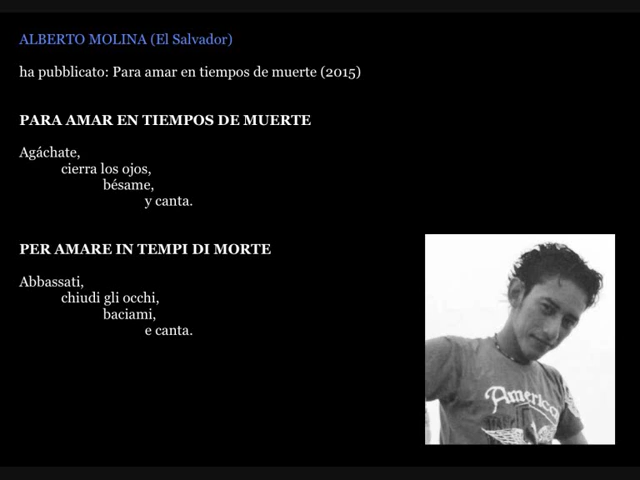 ALBERTO MOLINA (El Salvador)
ha pubblicato: Para amar en tiempos de muerte (2015)
PARA AMAR EN TIEMPOS DE MUERTE
Agáchate,
cierra los ojos,
bésame,
y canta.
PER AMARE IN TEMPI DI MORTE
Abbassati,
chiudi gli occhi,
baciami,
e canta.
American